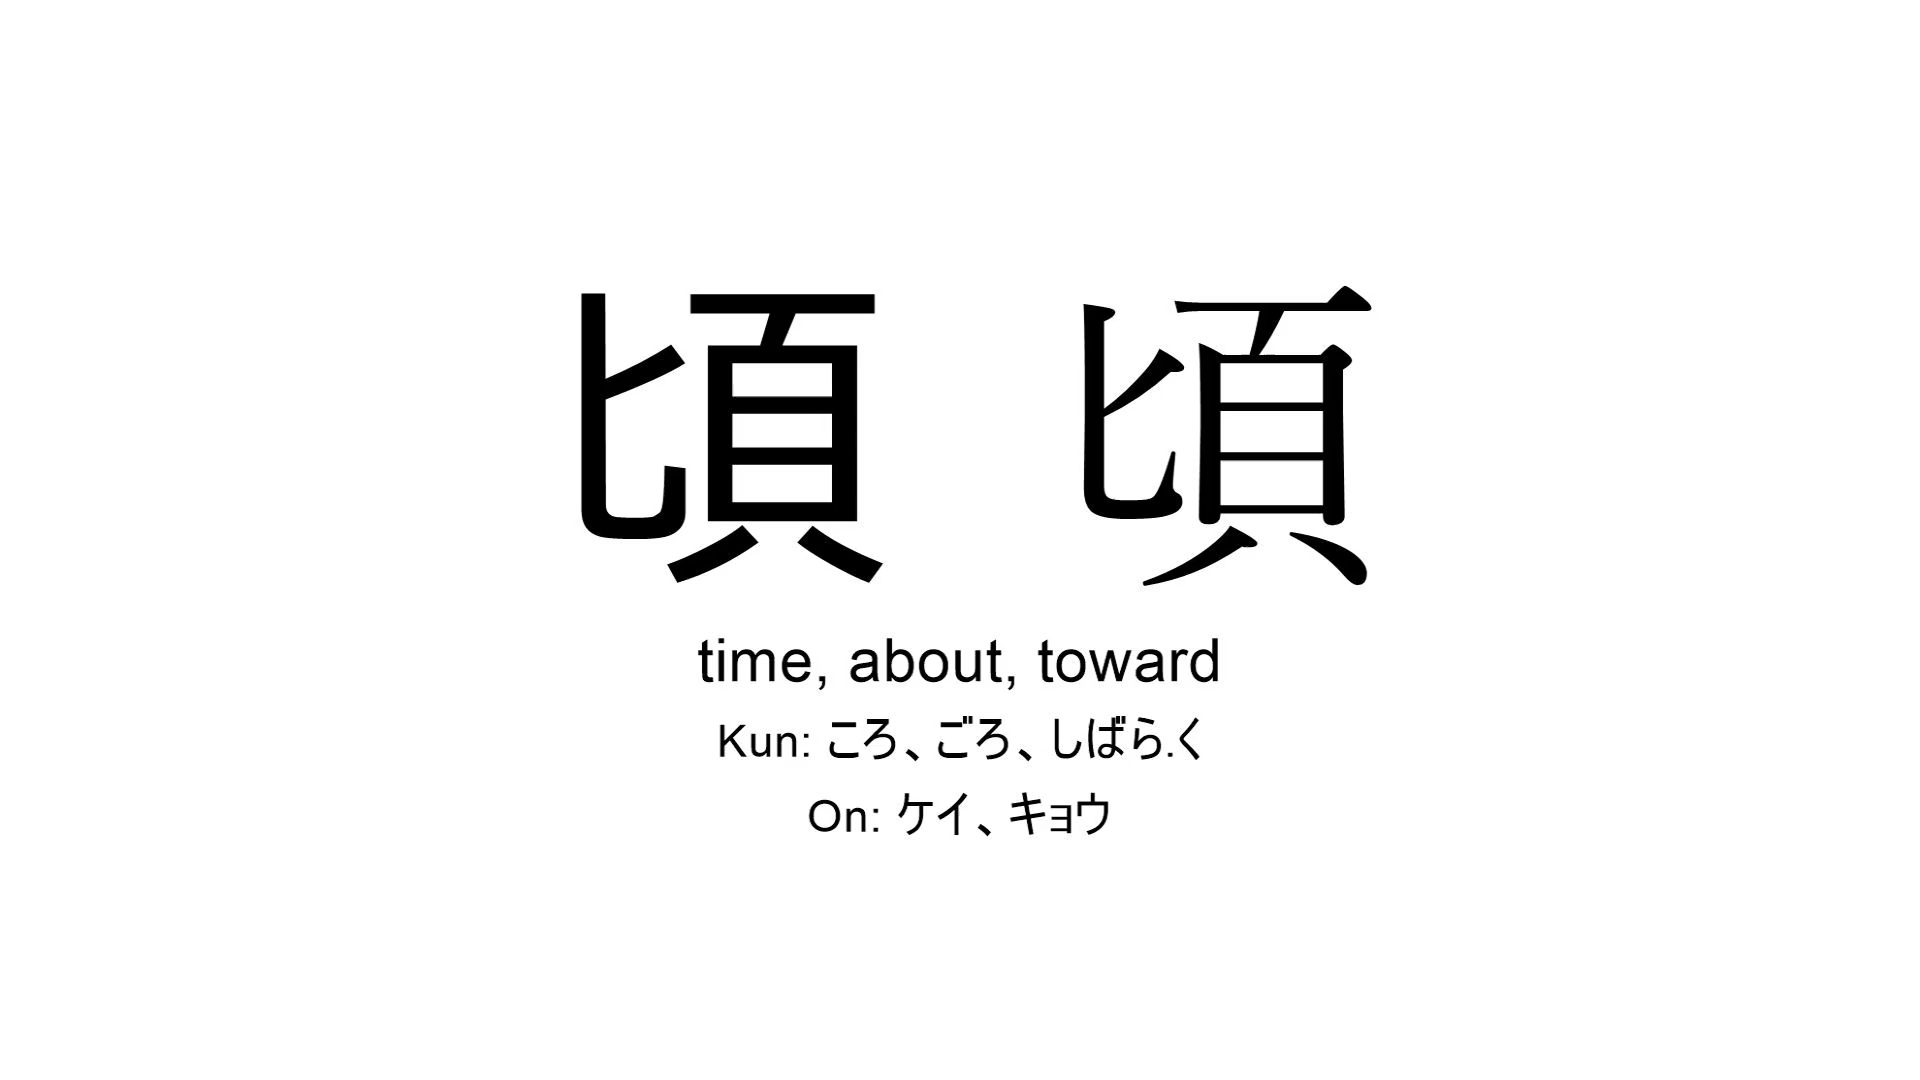 頃 頃
time, about, toward
Kun: ころ、ごろ、しばら.く
On: ケイ、キョウ